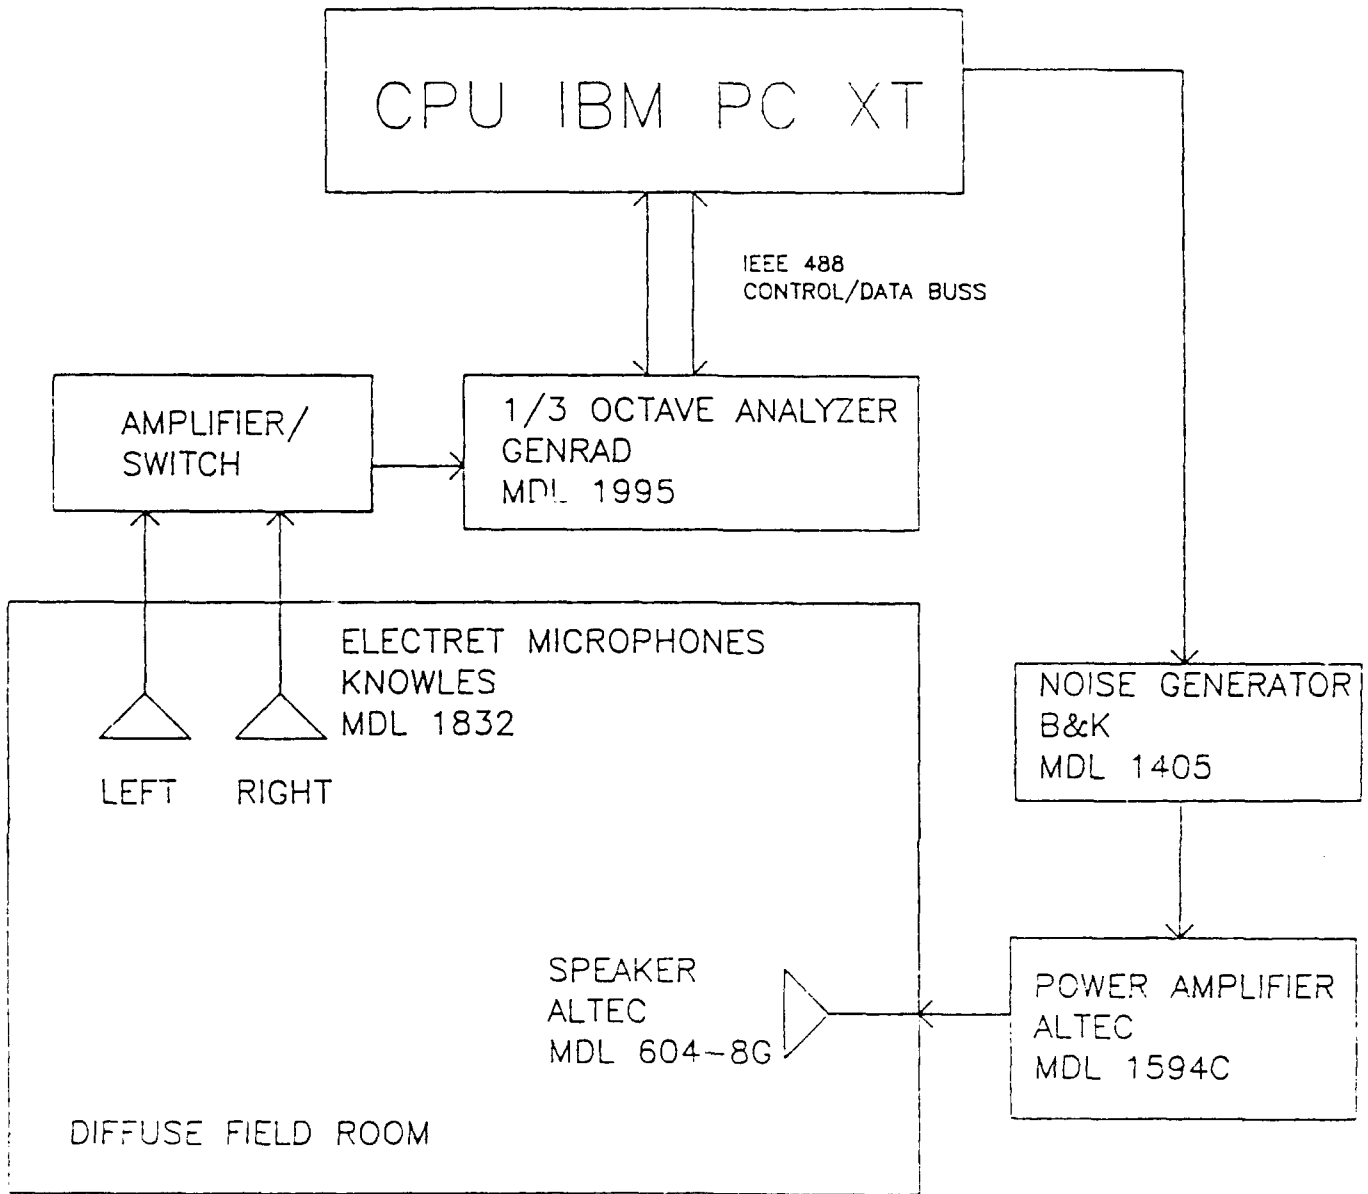 CPU IBM PC XT
IEEE 488
CONTROL/DATA BUSS
AMPLIFIER/
SWITCH
1/3 OCTAVE ANALYZER
GENRAD
MDL 1995
ELECTRET MICROPHONES
KNOWLES
MDL 1832
LEFT RIGHT
NOISE GENERATOR
B&K
MDL 1405
SPEAKER
ALTEC
MDL 604-8G
POWER AMPLIFIER
ALTEC
MDL 1594C
DIFFUSE FIELD ROOM